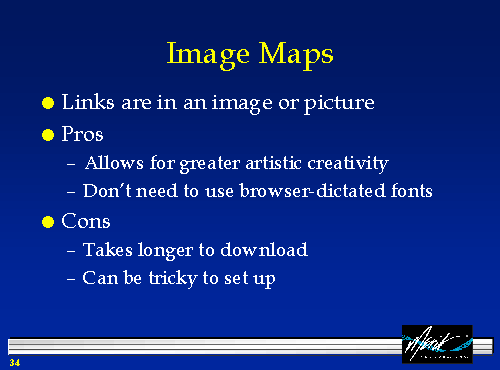 Image Maps
● Links are in an image or picture
● Pros
– Allows for greater artistic creativity
– Don't need to use browser-dictated fonts
● Cons
– Takes longer to download
– Can be tricky to set up
34